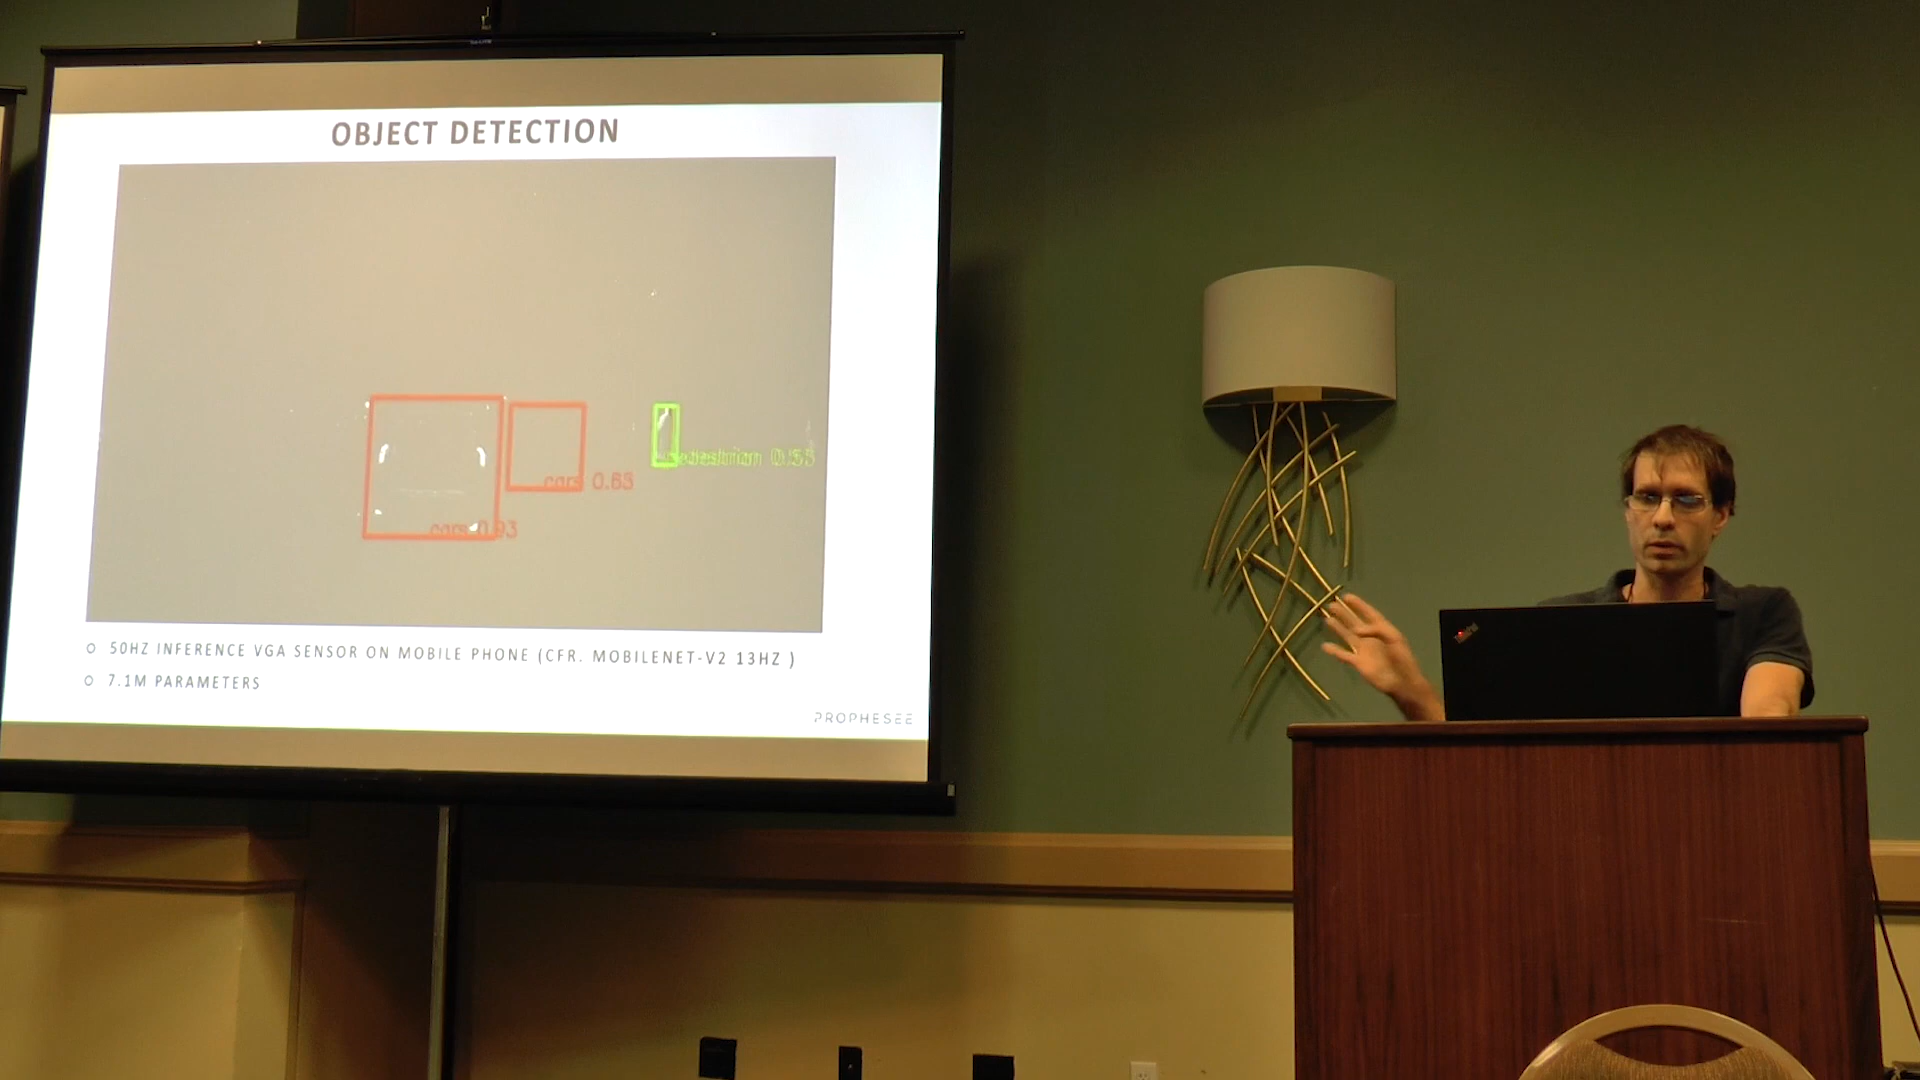 OBJECT DETECTION
cars 0.63
cars 0.93
○ 50HZ INFERENCE VGA SENSOR ON MOBILE PHONE (CFR. MOBILENET-V2 13HZ )
○ 7.1M PARAMETERS
PROPHESEE